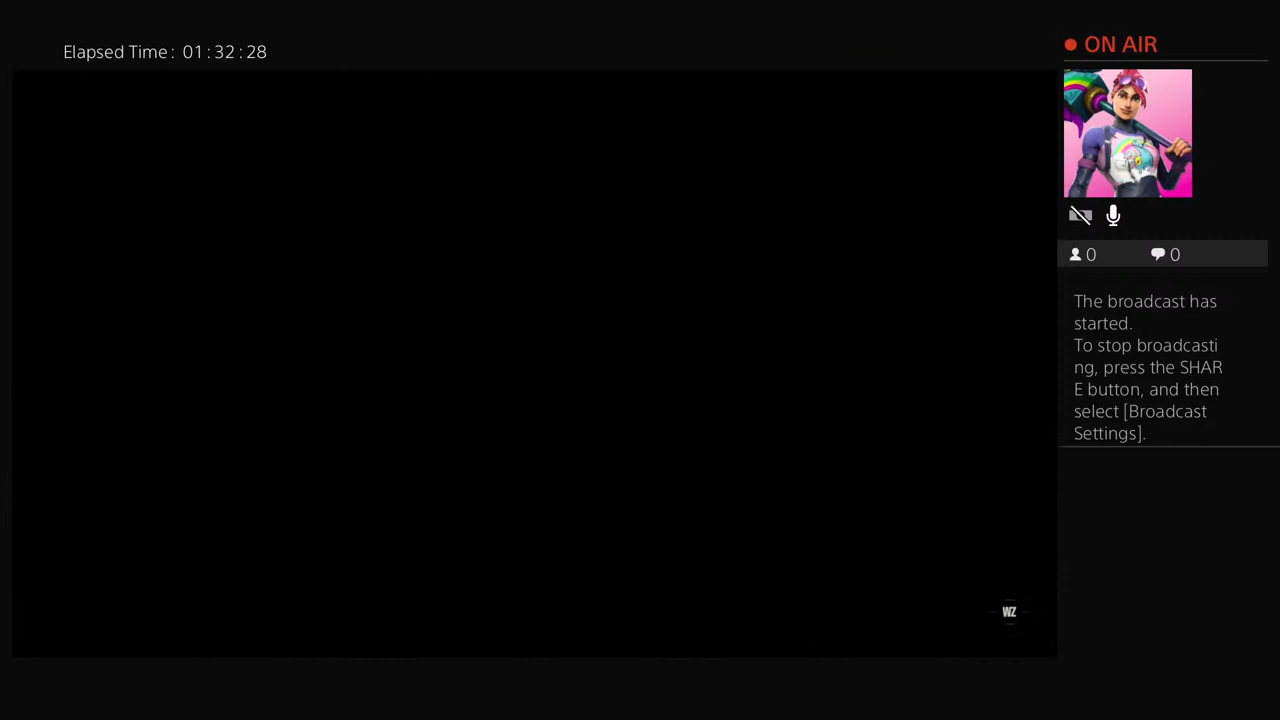 Elapsed Time: 01:32:28
ON AIR
0 0
The broadcast has
started.
To stop broadcasti
ng, press the SHAR
E button, and then
select [Broadcast
Settings].
WZ